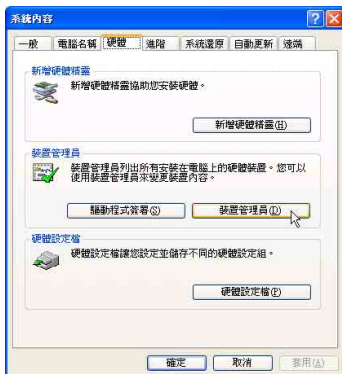 系統內容
一般 電腦名稱 硬體 進階 系統還原 自動更新 遠端
新增硬體精靈
新增硬體精靈協助您安裝硬體。
新增硬體精靈(H)
裝置管理員
裝置管理員列出所有安裝在電腦上的硬體裝置。您可以
使用裝置管理員來變更裝置內容。
驅動程式簽署(S) 裝置管理員(D)
硬體設定檔
硬體設定檔讓您設定並儲存不同的硬體設定組。
硬體設定檔(P)
確定 取消 套用(A)